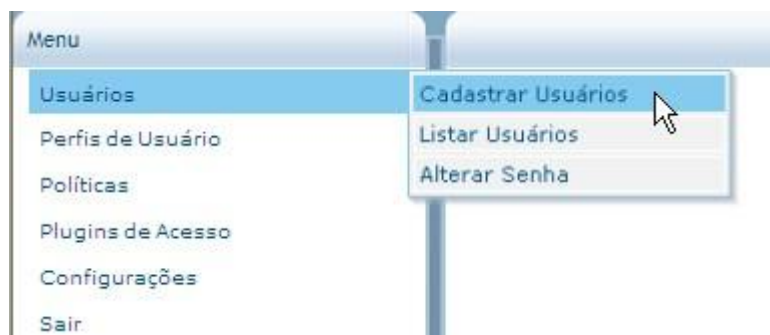 Menu
Usuários
Perfis de Usuário
Políticas
Plugins de Acesso
Configurações
Sair
Cadastrar Usuários
Listar Usuários
Alterar Senha